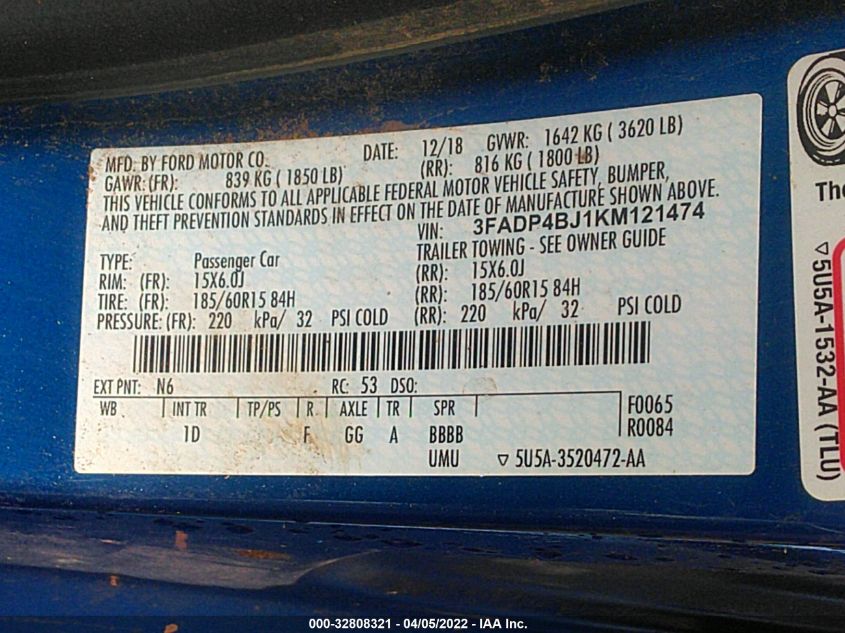 MFD. BY FORD MOTOR CO. DATE: 12/18 GVWR: 1642 KG ( 3620 LB)
GAWR: (FR): 839 KG ( 1850 LB) (RR): 816 KG ( 1800 LB)
THIS VEHICLE CONFORMS TO ALL APPLICABLE FEDERAL MOTOR VEHICLE SAFETY, BUMPER,
AND THEFT PREVENTION STANDARDS IN EFFECT ON THE DATE OF MANUFACTURE SHOWN ABOVE.
VIN: 3FADP4BJ1KM121474
TRAILER TOWING - SEE OWNER GUIDE
TYPE: Passenger Car
RIM: (FR): 15X6.0J (RR): 15X6.0J
TIRE: (FR): 185/60R15 84H (RR): 185/60R15 84H
PRESSURE: (FR): 220 kPa/ 32 PSI COLD (RR): 220 kPa/ 32 PSI COLD
EXT PNT: N6 RC: 53 DSO:
WB INT TR TP/PS R AXLE TR SPR F0065
1D F GG A BBBB R0084
UMU ▽ 5U5A-3520472-AA
The
▽ 5U5A-1532-AA (TLU)
000-32808321 - 04/05/2022 - IAA Inc.